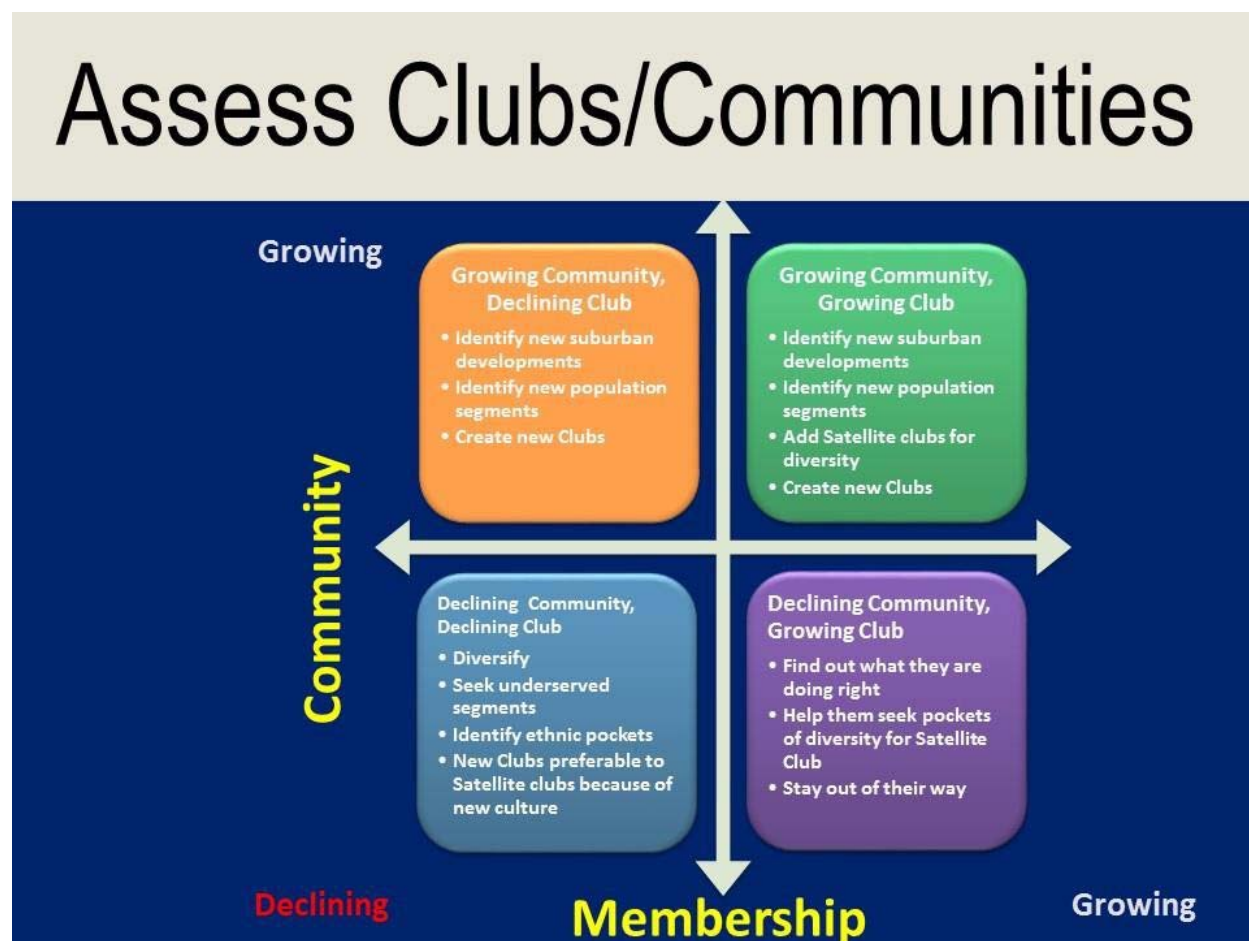 Assess Clubs/Communities
Growing
Growing Community,
Declining Club
• Identify new suburban
developments
• Identify new population
segments
• Create new Clubs
Growing Community,
Growing Club
• Identify new suburban
developments
• Identify new population
segments
• Add Satellite clubs for
diversity
• Create new Clubs
Community
Declining  Community,
Declining Club
• Diversify
• Seek underserved
segments
• Identify ethnic pockets
• New Clubs preferable to
Satellite clubs because of
new culture
Declining Community,
Growing Club
• Find out what they are
doing right
• Help them seek pockets
of diversity for Satellite
Club
• Stay out of their way
Declining
Membership
Growing